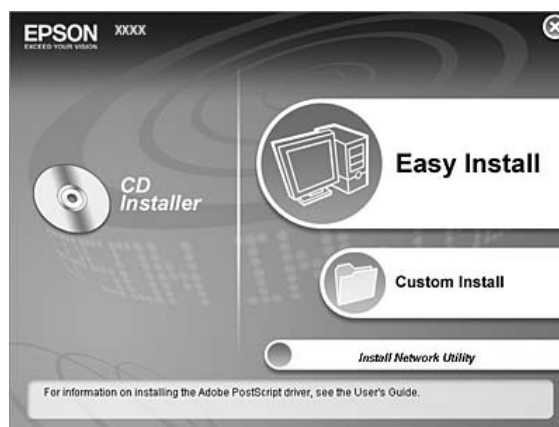 EPSON XXXX
EXCEED YOUR VISION
Easy Install
CD
Installer
Custom Install
Install Network Utility
For information on installing the Adobe PostScript driver, see the User's Guide.